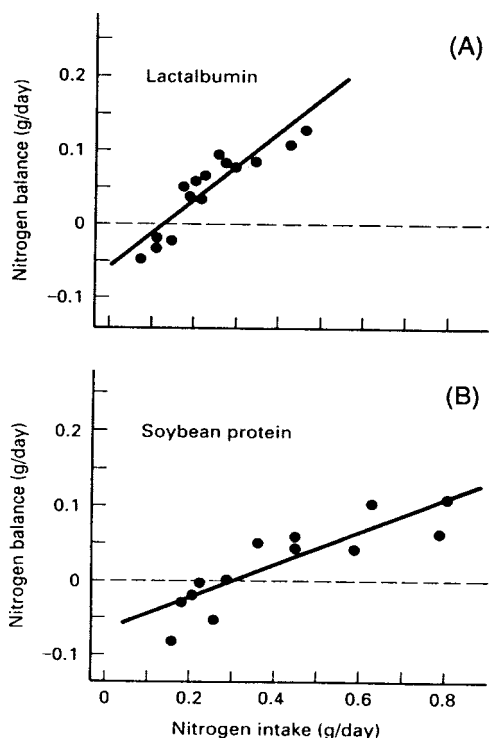 (A)
Lactalbumin
Nitrogen balance (g/day)
0.2
0.1
0
−0.1
(B)
Soybean protein
Nitrogen balance (g/day)
0.2
0.1
0
−0.1
0 0.2 0.4 0.6 0.8
Nitrogen intake (g/day)